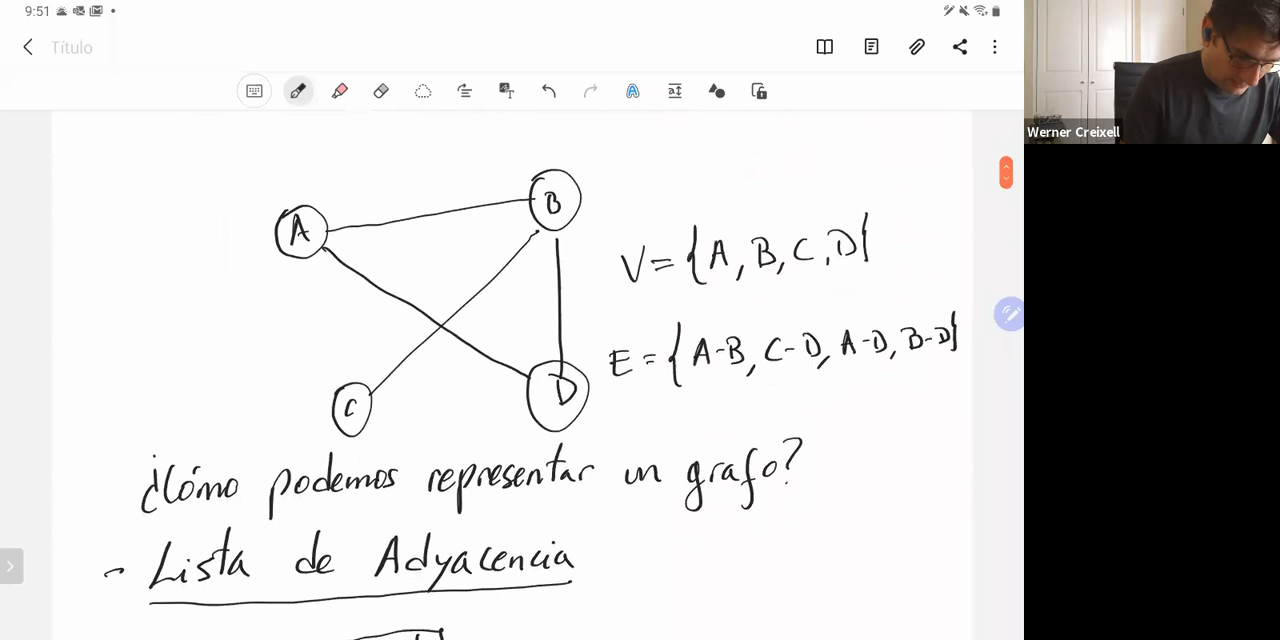 9:51
Título
A
B
V = {A, B, C, D}
E = {A-B, C-D, A-D, B-D}
C
D
¿Cómo podemos representar un grafo?
- Lista de Adyacencia
Werner Creixell